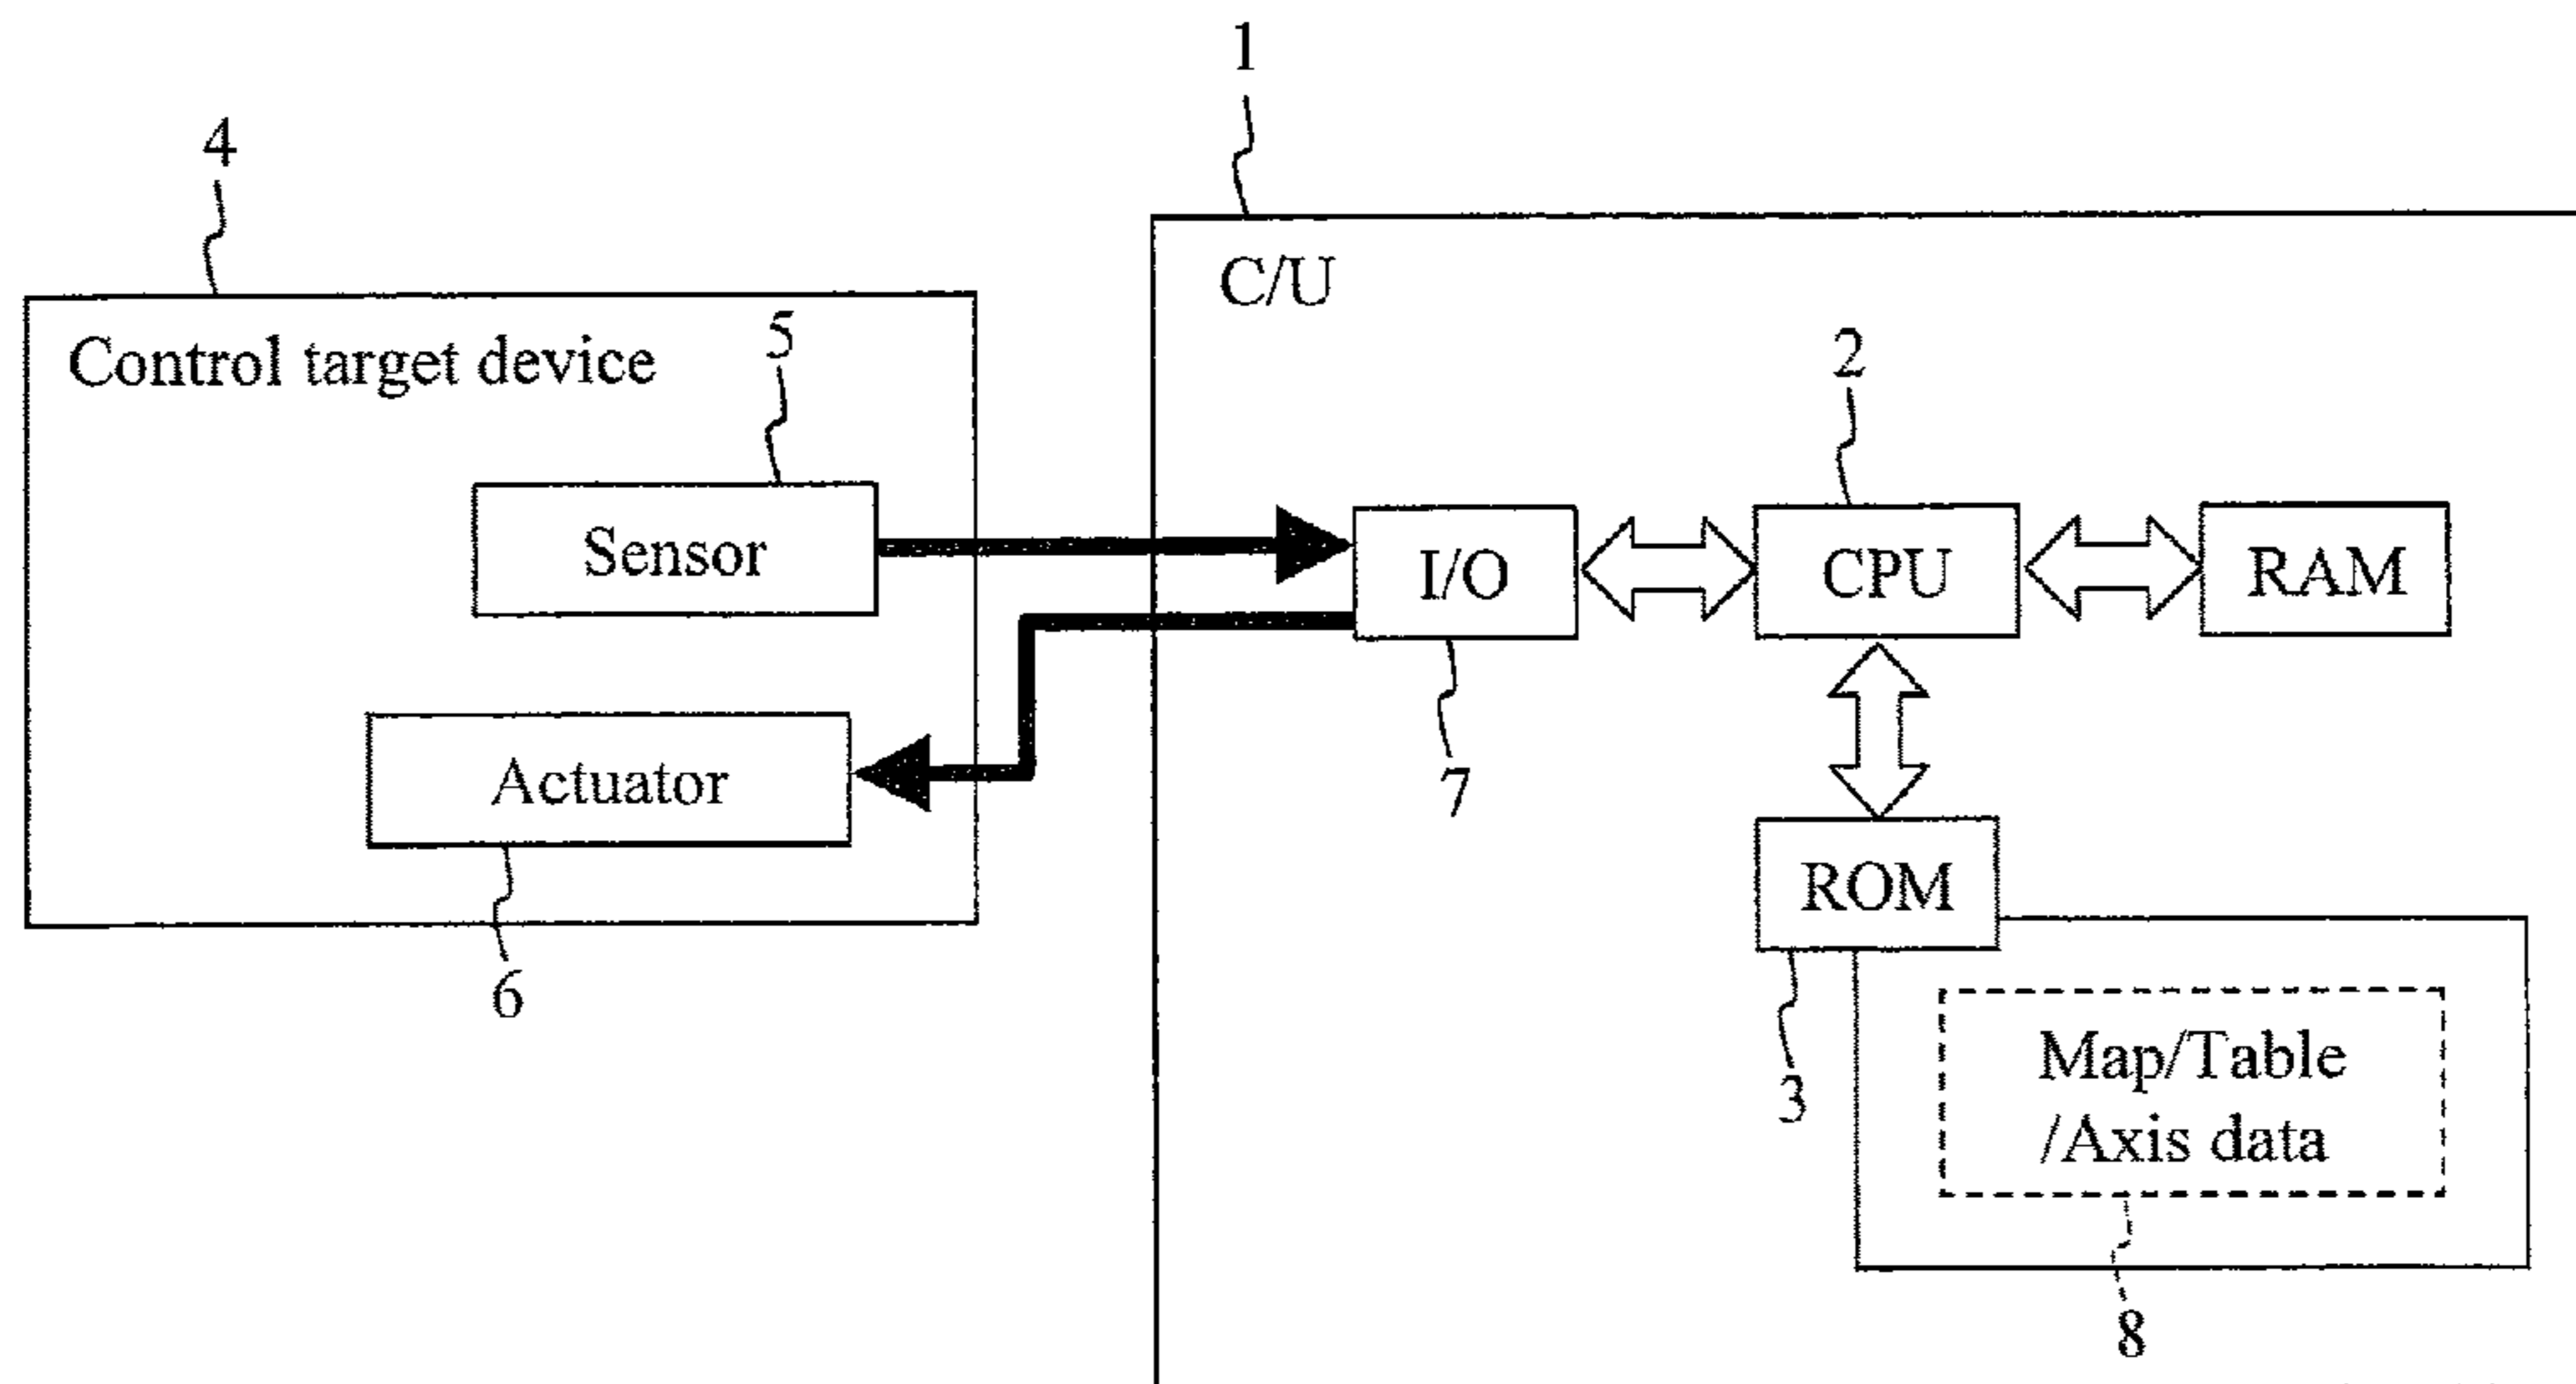 1
4
C/U
Control target device
5
2
Sensor
I/O
CPU
RAM
Actuator
7
ROM
6
3
Map/Table
/Axis data
8